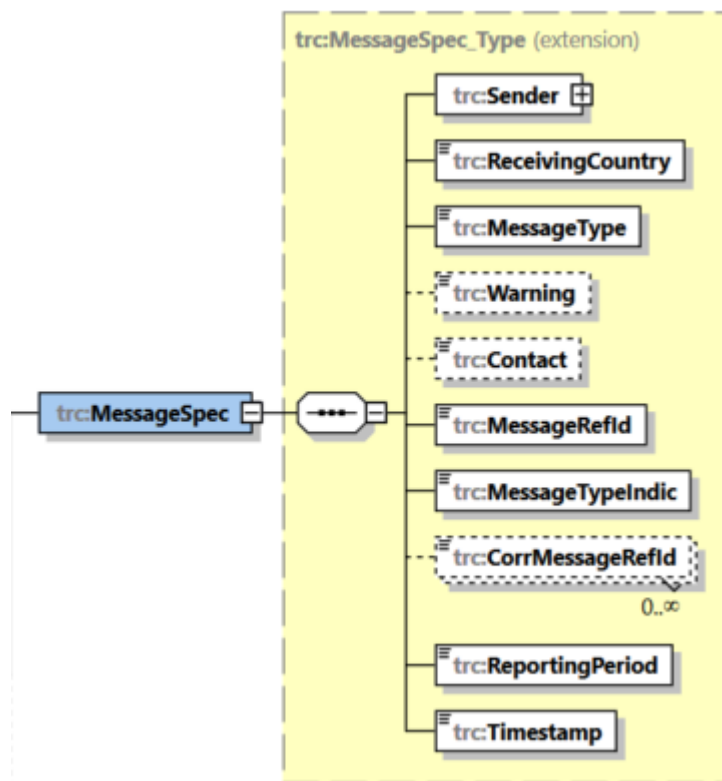 trc:MessageSpec_Type (extension)
trc:Sender
trc:ReceivingCountry
trc:MessageType
trc:Warning
trc:Contact
trc:MessageSpec
trc:MessageRefId
trc:MessageTypeIndic
trc:CorrMessageRefId
0..∞
trc:ReportingPeriod
trc:Timestamp